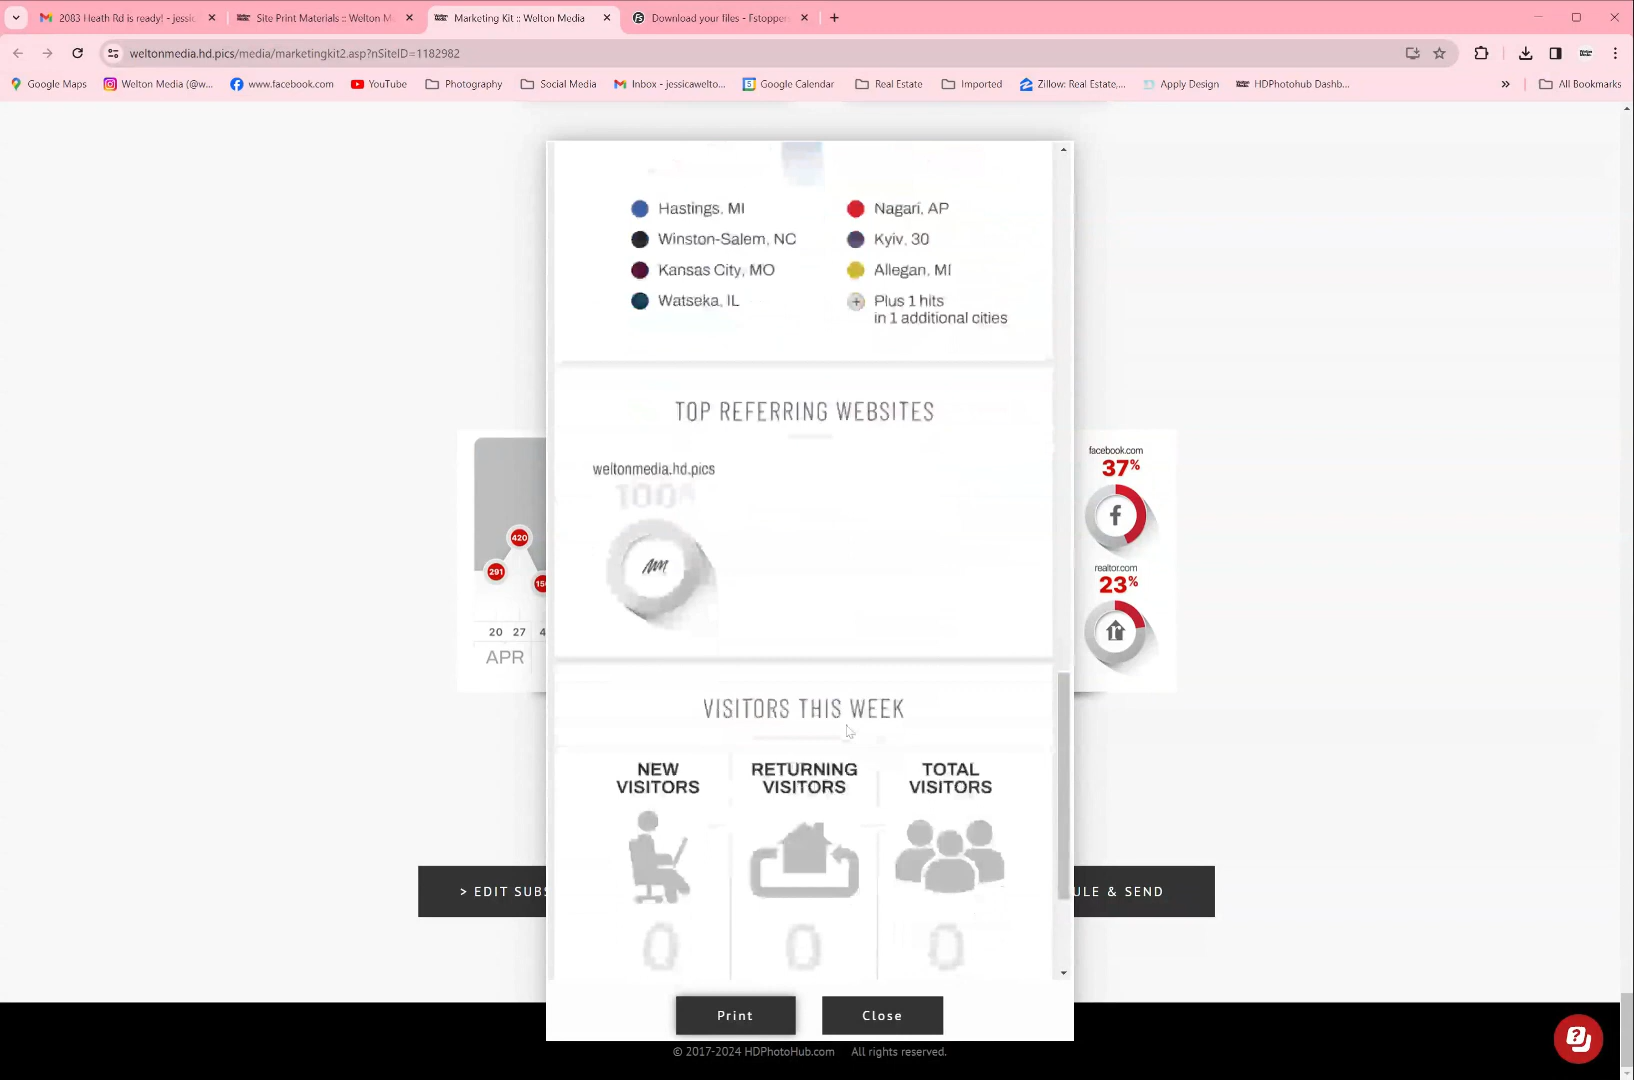 2083 Heath Rd is ready! - jessic
Site Print Materials :: Welton M
Marketing Kit :: Welton Media
Download your files - Fstopper
weltonmedia.hd.pics/media/marketingkit2.asp?nSiteID=1182982
Google Maps
Welton Media (@w...
www.facebook.com
YouTube
Photography
Social Media
Inbox - jessicawelto...
Google Calendar
Real Estate
Imported
Zillow: Real Estate,...
Apply Design
HDPhotohub Dashb...
»
All Bookmarks
Hastings, MI
Nagari, AP
Winston-Salem, NC
Kyiv, 30
Kansas City, MO
Allegan, MI
Watseka, IL
Plus 1 hits
in 1 additional cities
TOP REFERRING WEBSITES
weltonmedia.hd.pics
100%
420
291
20 27 4
APR
facebook.com
37%
realtor.com
23%
VISITORS THIS WEEK
NEW
VISITORS
RETURNING
VISITORS
TOTAL
VISITORS
0
0
0
> EDIT SUBS
ULE & SEND
Print
Close
© 2017-2024 HDPhotoHub.com All rights reserved.